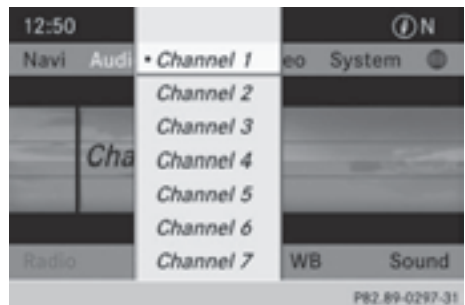 12:50 i N
Navi Audi • Channel 1 eo System
Channel 2
Channel 3
Cha Channel 4
Channel 5
Channel 6
Radio Channel 7 WB Sound
P82.89-0297-31